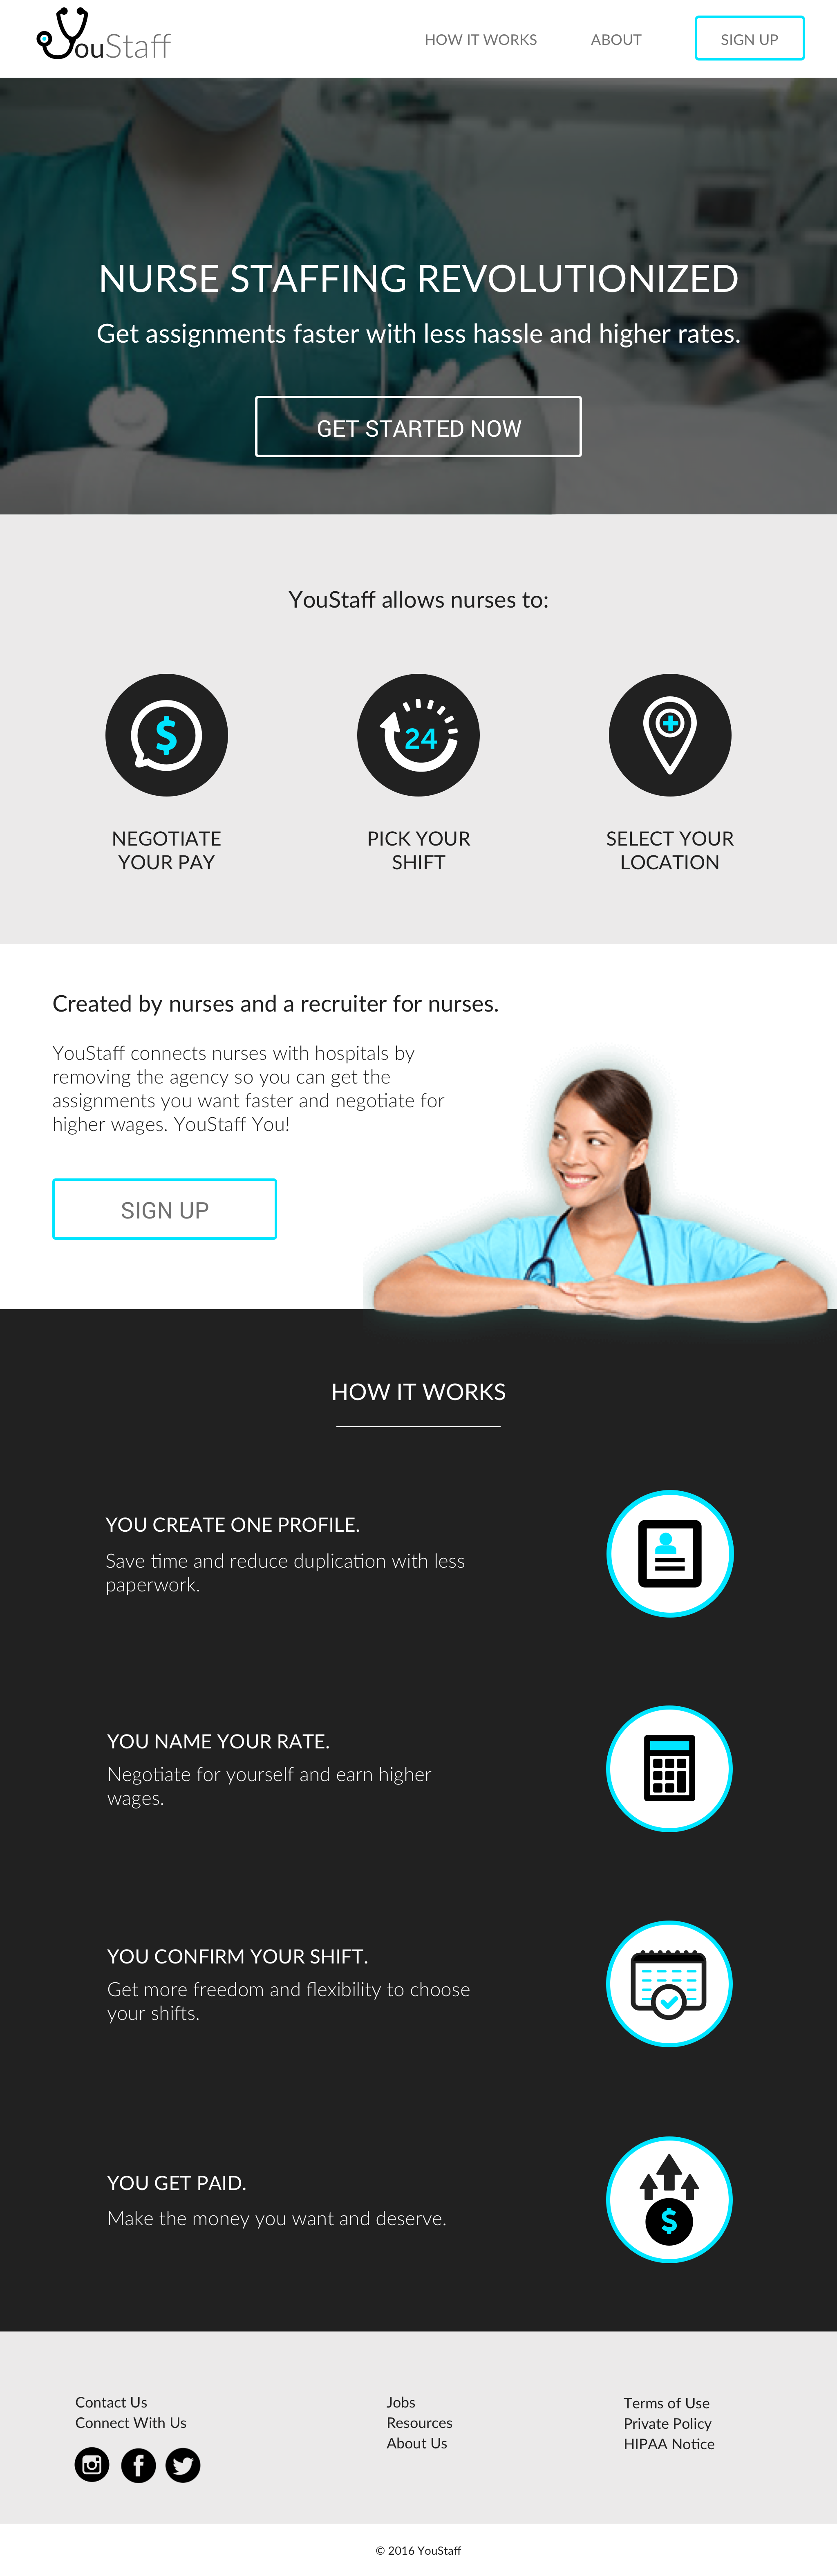 YouStaff
HOW IT WORKS
ABOUT
SIGN UP
NURSE STAFFING REVOLUTIONIZED
Get assignments faster with less hassle and higher rates.
GET STARTED NOW
YouStaff allows nurses to:
$
24
NEGOTIATE
YOUR PAY
PICK YOUR
SHIFT
SELECT YOUR
LOCATION
Created by nurses and a recruiter for nurses.
YouStaff connects nurses with hospitals by
removing the agency so you can get the
assignments you want faster and negotiate for
higher wages. YouStaff You!
SIGN UP
HOW IT WORKS
YOU CREATE ONE PROFILE.
Save time and reduce duplication with less
paperwork.
YOU NAME YOUR RATE.
Negotiate for yourself and earn higher
wages.
YOU CONFIRM YOUR SHIFT.
Get more freedom and flexibility to choose
your shifts.
YOU GET PAID.
Make the money you want and deserve.
$
Contact Us
Connect With Us
Jobs
Resources
About Us
Terms of Use
Private Policy
HIPAA Notice
© 2016 YouStaff